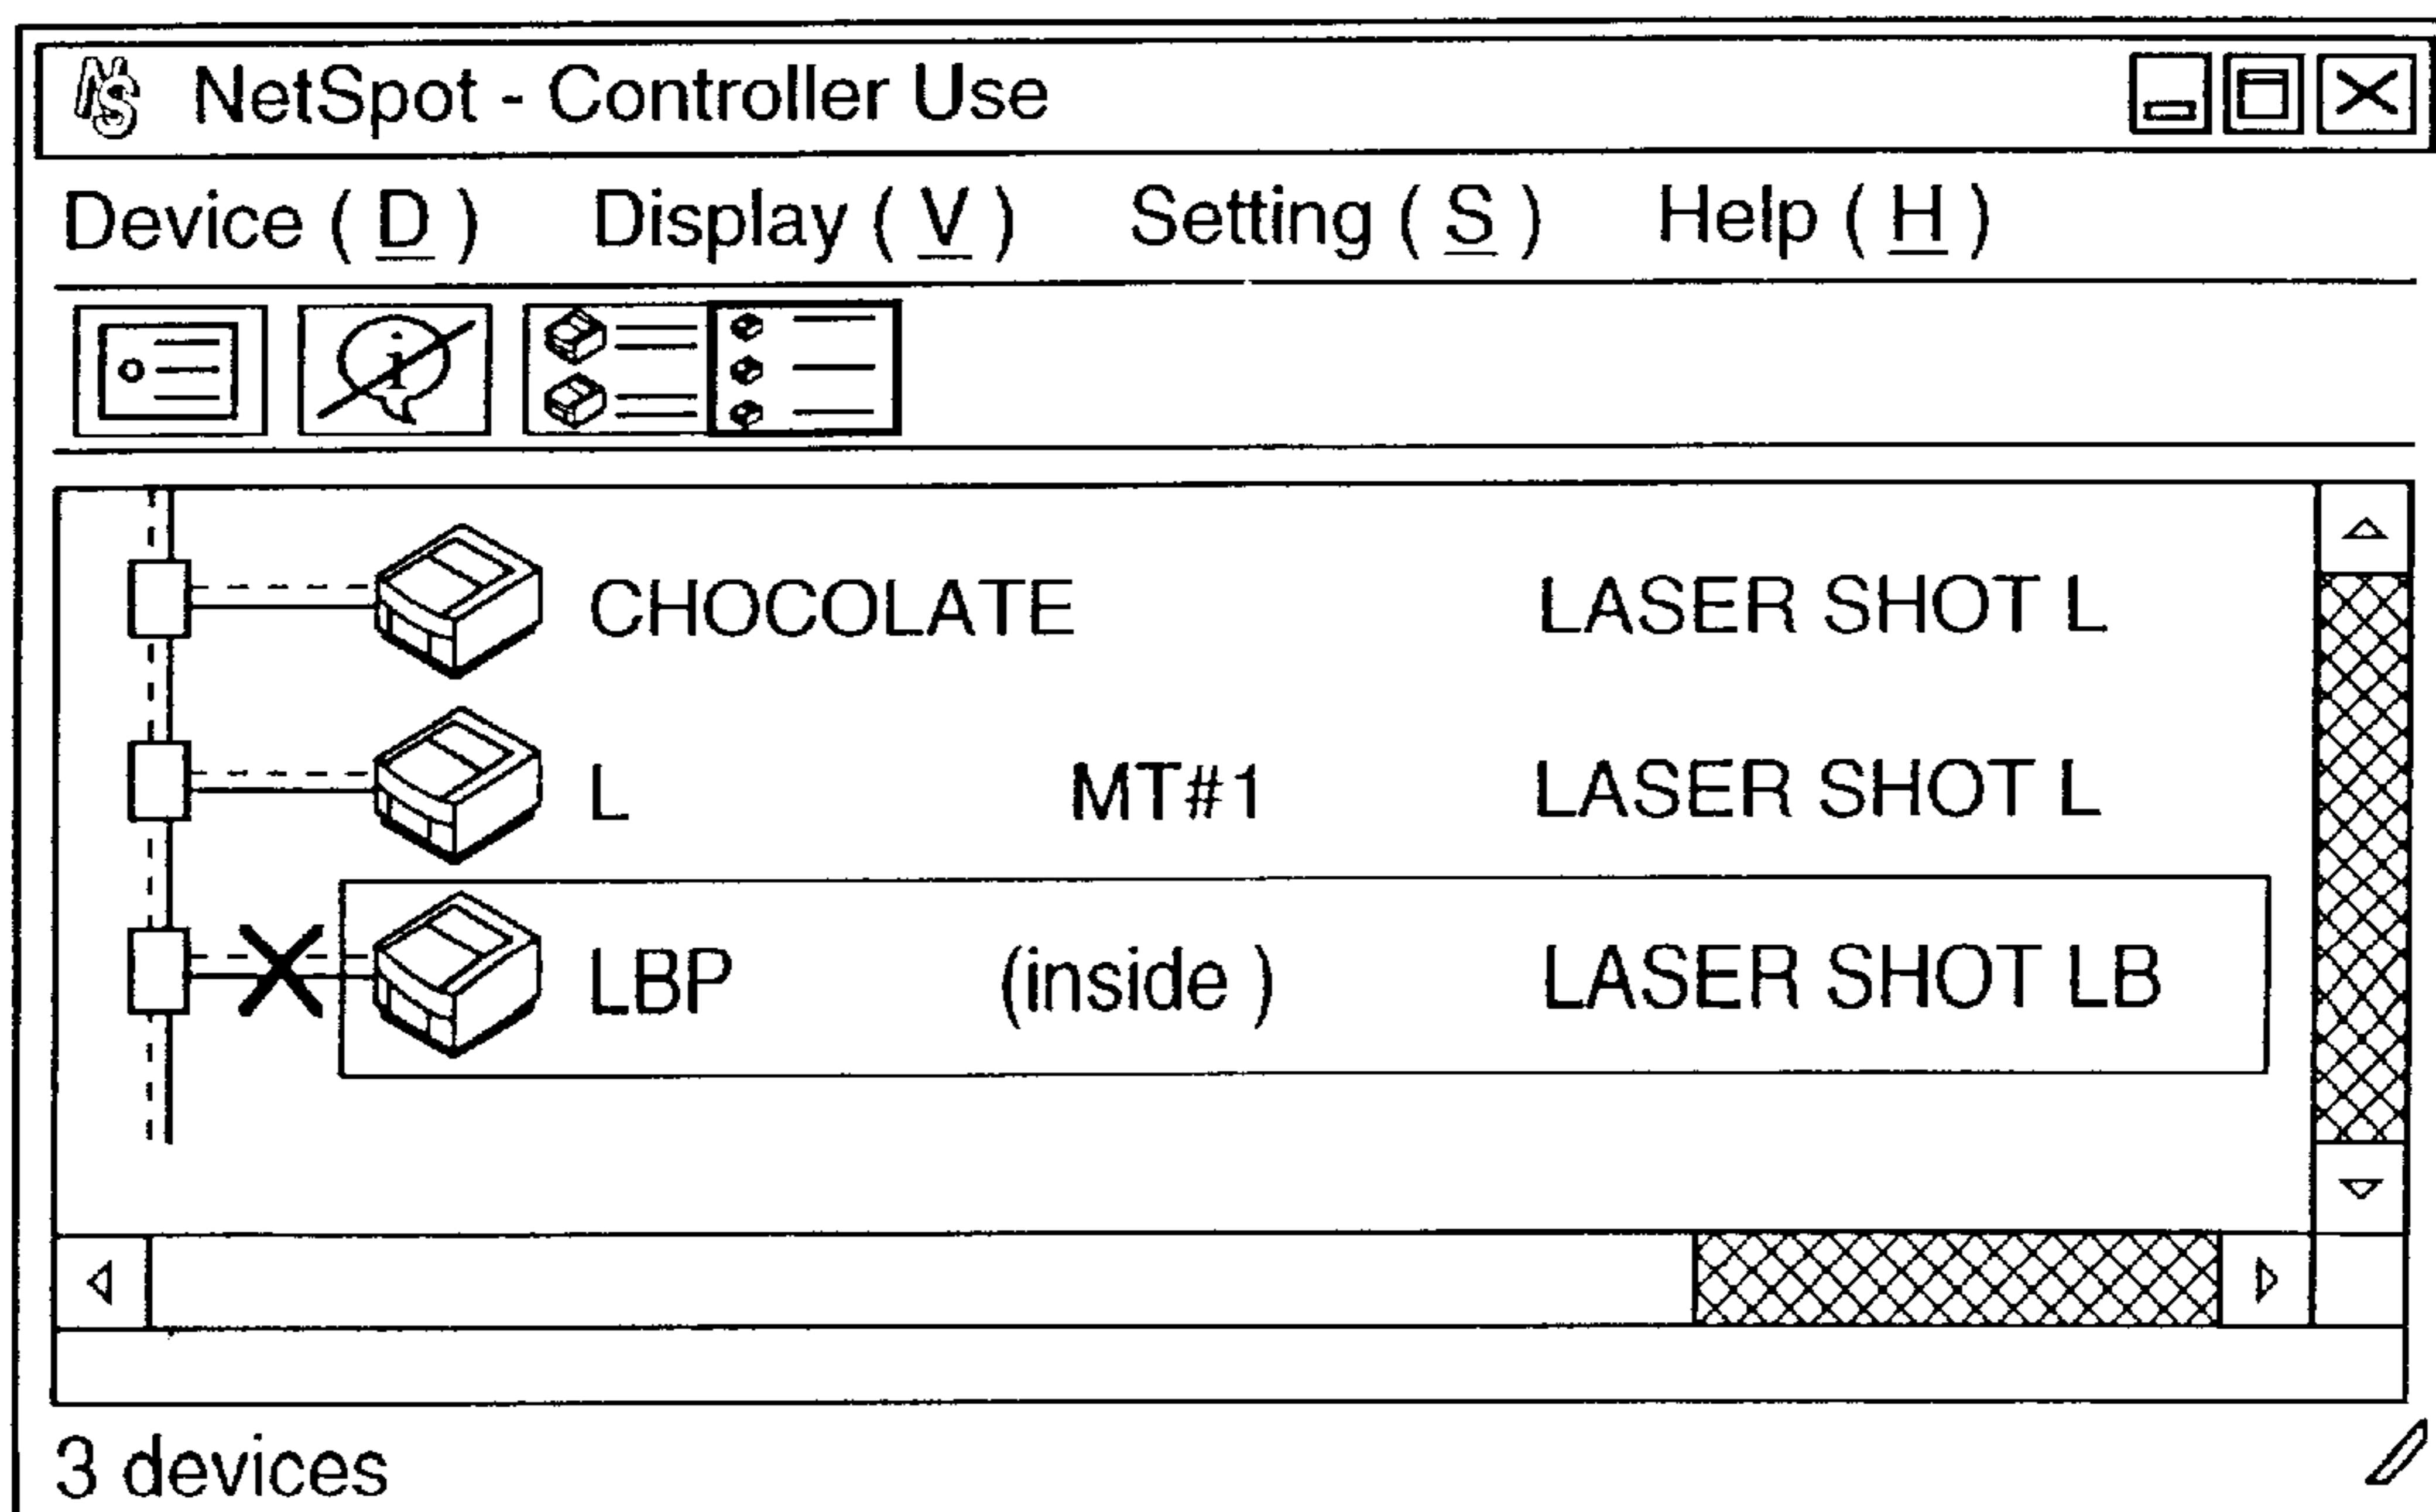 NS NetSpot - Controller Use
Device ( D ) Display ( V ) Setting ( S ) Help ( H )
i
CHOCOLATE LASER SHOT L
L MT#1 LASER SHOT L
LBP (inside ) LASER SHOT LB
3 devices